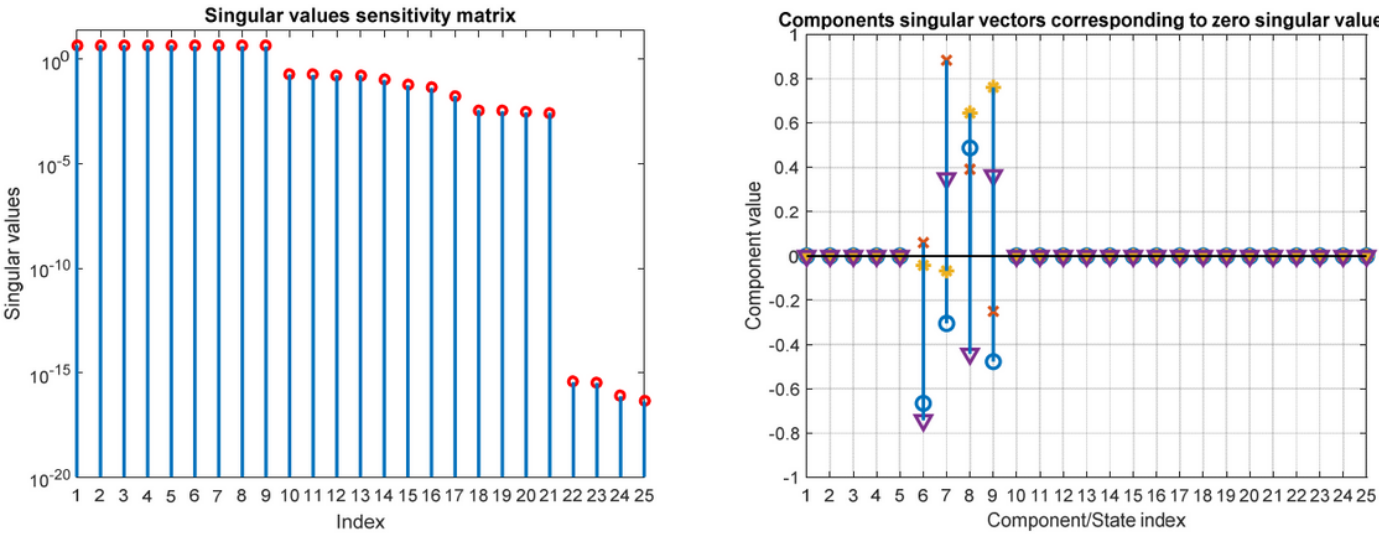 Singular values sensitivity matrix
10^0
10^-5
10^-10
10^-15
10^-20
Singular values
1 2 3 4 5 6 7 8 9 10 11 12 13 14 15 16 17 18 19 20 21 22 23 24 25
Index
Components singular vectors corresponding to zero singular value
1
0.8
0.6
0.4
0.2
0
-0.2
-0.4
-0.6
-0.8
-1
Component value
1 2 3 4 5 6 7 8 9 10 11 12 13 14 15 16 17 18 19 20 21 22 23 24 25
Component/State index